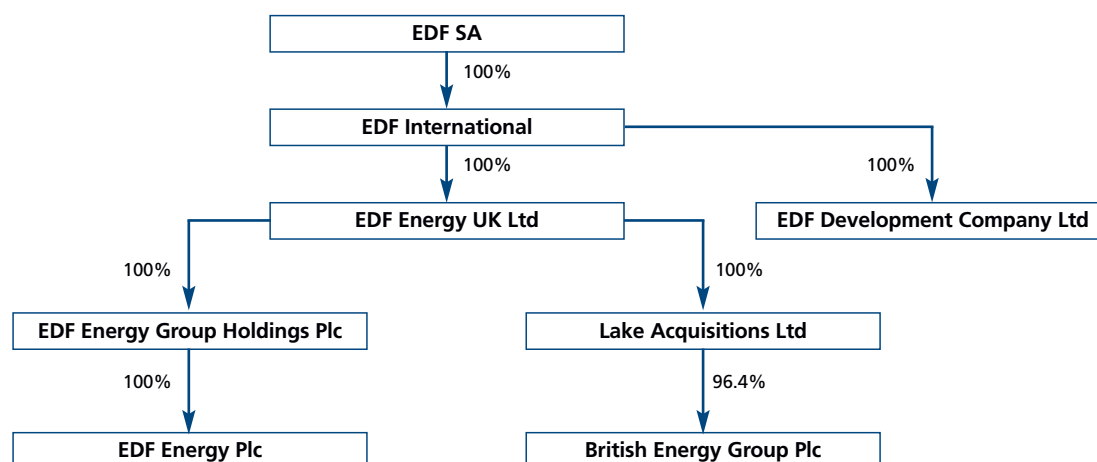 EDF SA
100%
EDF International
100%
100%
EDF Energy UK Ltd
EDF Development Company Ltd
100%
100%
EDF Energy Group Holdings Plc
Lake Acquisitions Ltd
100%
96.4%
EDF Energy Plc
British Energy Group Plc